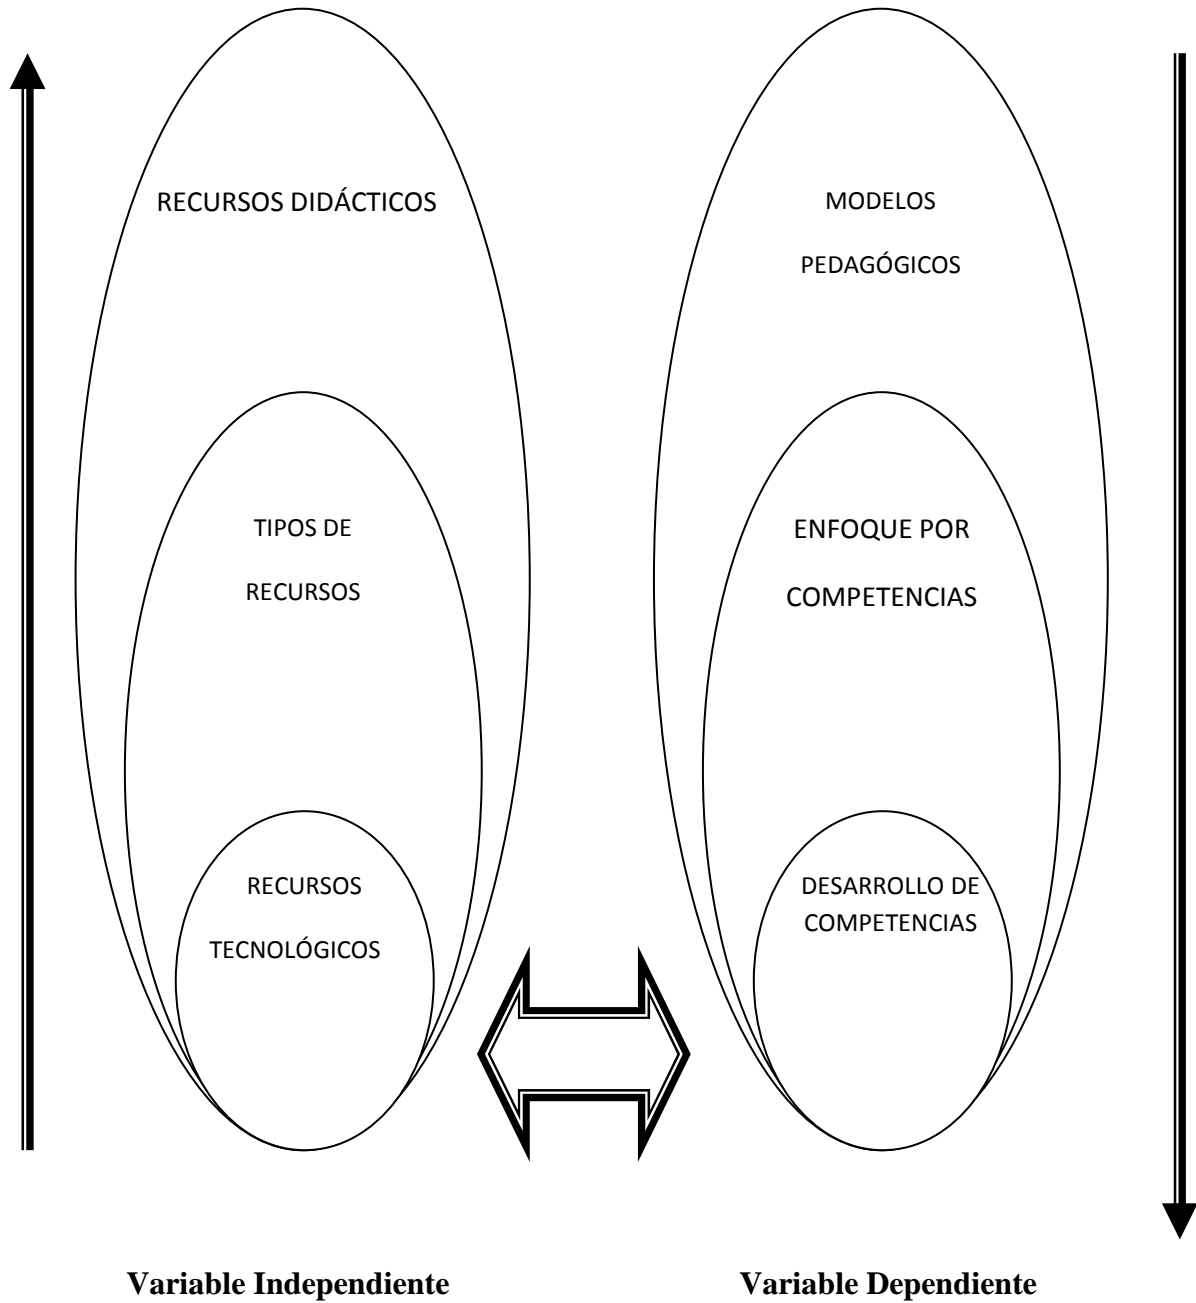 RECURSOS DIDÁCTICOS
TIPOS DE
RECURSOS
RECURSOS
TECNOLÓGICOS
MODELOS
PEDAGÓGICOS
ENFOQUE POR
COMPETENCIAS
DESARROLLO DE
COMPETENCIAS
Variable Independiente
Variable Dependiente